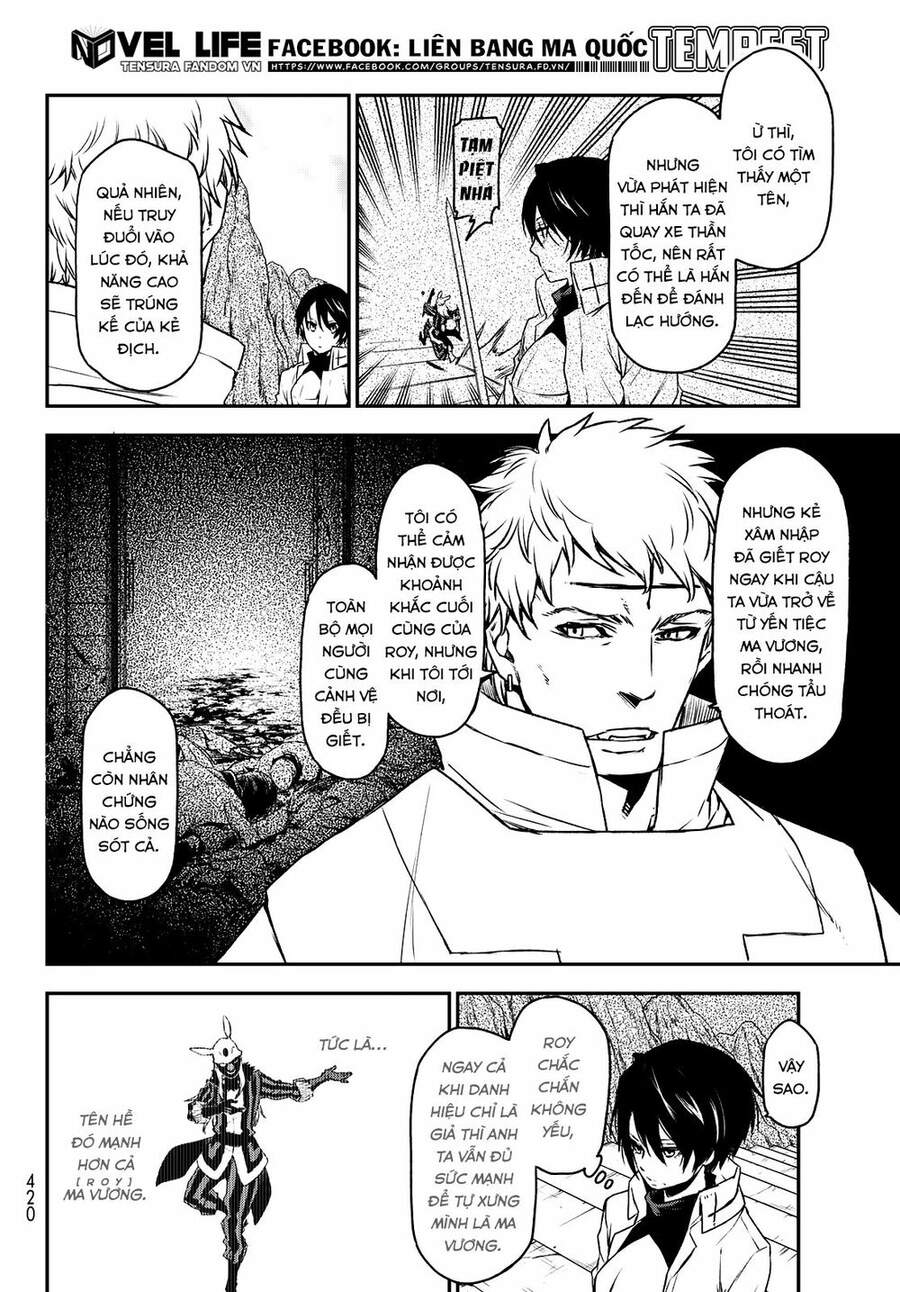 NOVEL LIFE
TENSURA FANDOM VN
FACEBOOK: LIÊN BANG MA QUỐC TEMPEST
HTTPS://WWW.FACEBOOK.COM/GROUPS/TENSURA.FD.VN/
Ừ THÌ,
TÔI CÓ TÌM
THẤY MỘT
TÊN,
NHƯNG
VỪA PHÁT HIỆN
THÌ HẮN TA ĐÃ
QUAY XE THẦN
TỐC, NÊN RẤT
CÓ THỂ LÀ HẮN
ĐẾN ĐỂ ĐÁNH
LẠC HƯỚNG.
TẠM
PIỆT
NHA
QUẢ NHIÊN,
NẾU TRUY
ĐUỔI VÀO
LÚC ĐÓ, KHẢ
NĂNG CAO
SẼ TRÚNG
KẾ CỦA KẺ
ĐỊCH.
NHƯNG KẺ
XÂM NHẬP
ĐÃ GIẾT ROY
NGAY KHI CẬU
TA VỪA TRỞ VỀ
TỪ YẾN TIỆC
MA VƯƠNG,
RỒI NHANH
CHÓNG TẨU
THOÁT.
TÔI CÓ
THỂ CẢM
NHẬN ĐƯỢC
KHOẢNH
KHẮC CUỐI
CÙNG CỦA
ROY, NHƯNG
KHI TÔI TỚI
NƠI,
TOÀN
BỘ MỌI
NGƯỜI
CÙNG
CẢNH VỆ
ĐỀU BỊ
GIẾT.
CHẲNG
CÒN NHÂN
CHỨNG
NÀO SỐNG
SÓT CẢ.
VẬY
SAO.
ROY
CHẮC
CHẮN
KHÔNG
YẾU,
NGAY CẢ
KHI DANH
HIỆU CHỈ LÀ
GIẢ THÌ ANH
TA VẪN ĐỦ
SỨC MẠNH
ĐỂ TỰ XƯNG
MÌNH LÀ MA
VƯƠNG.
TỨC LÀ...
TÊN HỀ
ĐÓ MẠNH
HƠN CẢ
[ROY]
MA VƯƠNG.
420